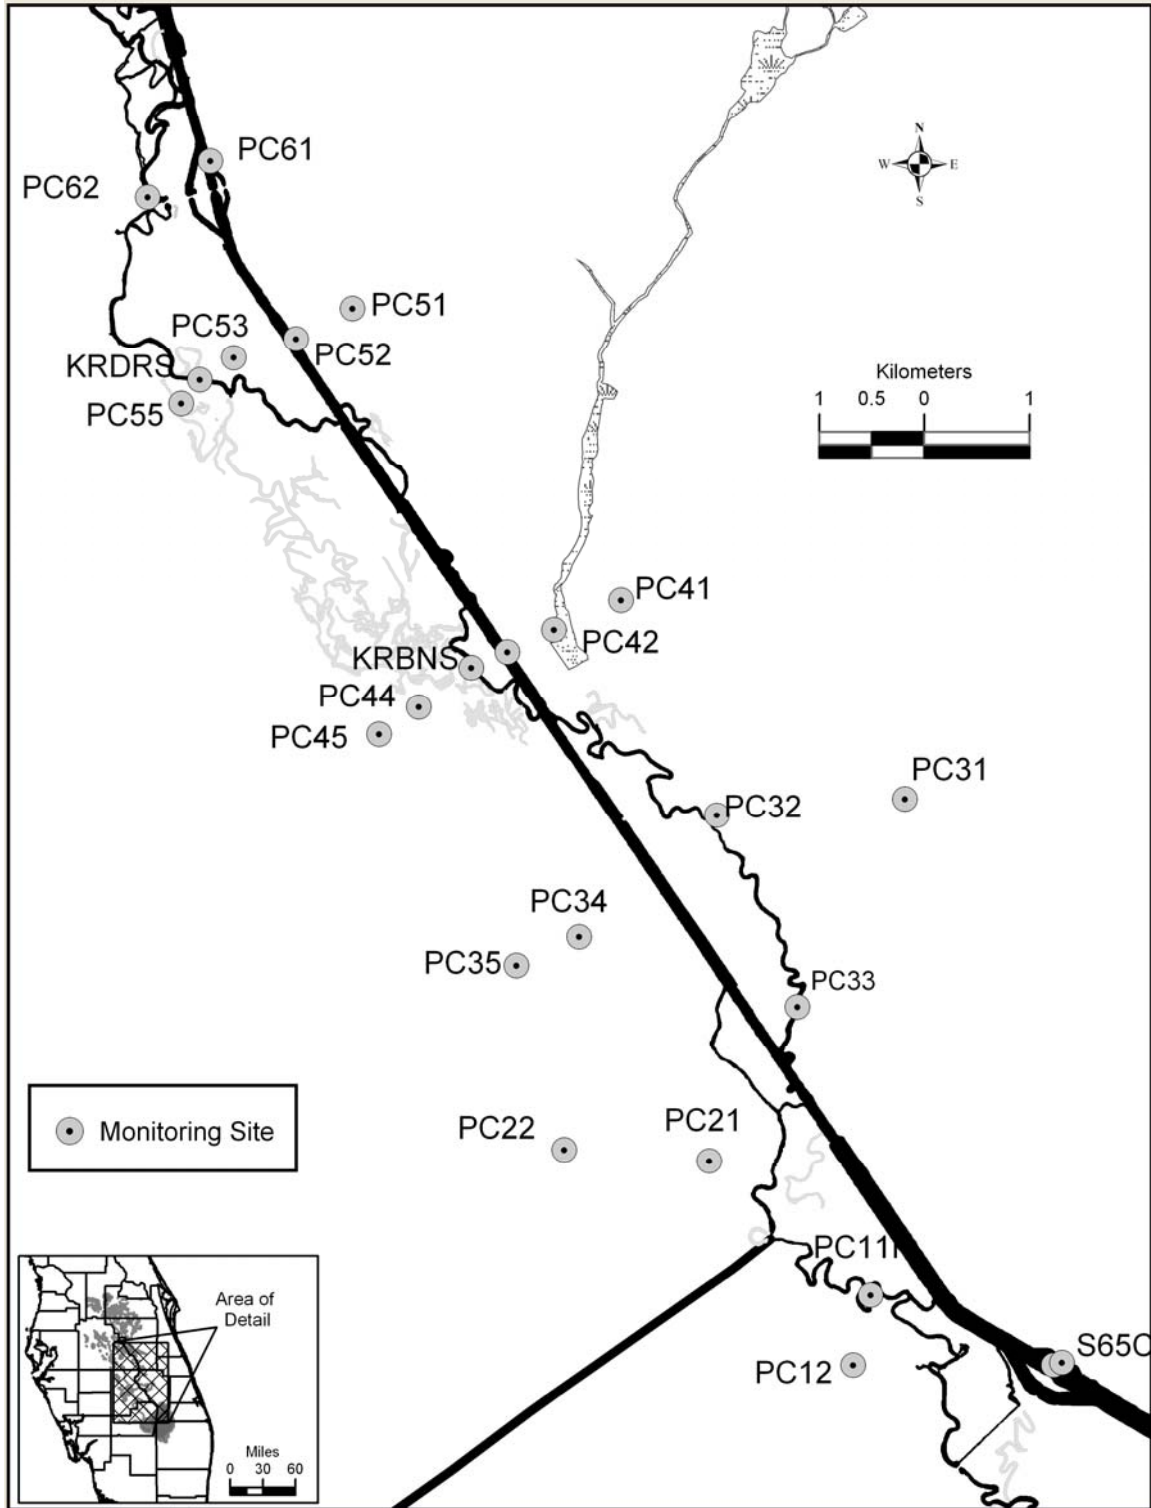 PC61
N
W E
S
PC62
PC51
PC53
PC52
KRDRS
Kilometers
1 0.5 0 1
PC55
PC41
PC42
KRBNS
PC44
PC45
PC31
PC32
PC34
PC35
PC33
PC22
PC21
Monitoring Site
PC11
S65C
PC12
Area of
Detail
Miles
0 30 60